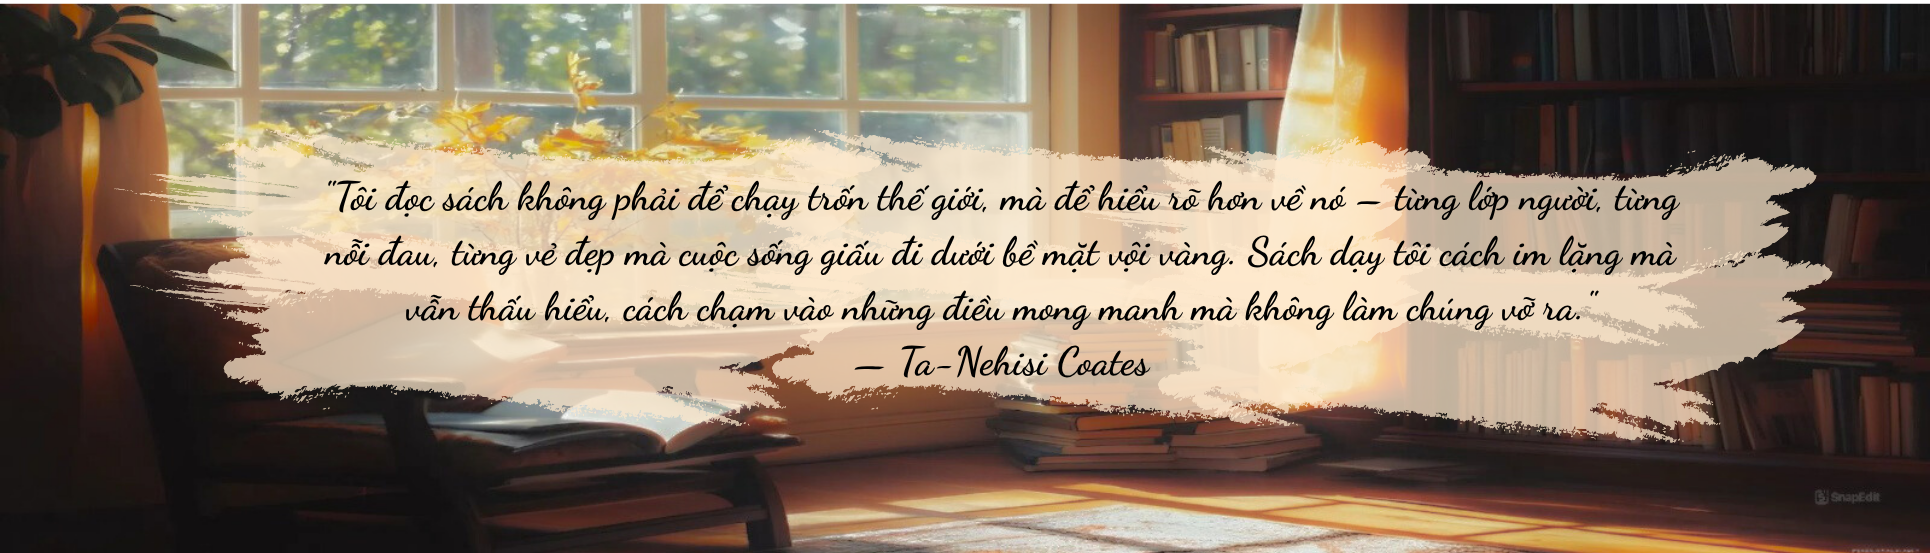 "Tôi đọc sách không phải để chạy trốn thế giới, mà để hiểu rõ hơn về nó — từng lớp người, từng
nỗi đau, từng vẻ đẹp mà cuộc sống giấu đi dưới bề mặt vội vàng. Sách dạy tôi cách im lặng mà
vẫn thấu hiểu, cách chạm vào những điều mong manh mà không làm chúng vỡ ra."
— Ta-Nehisi Coates
SnapEdit